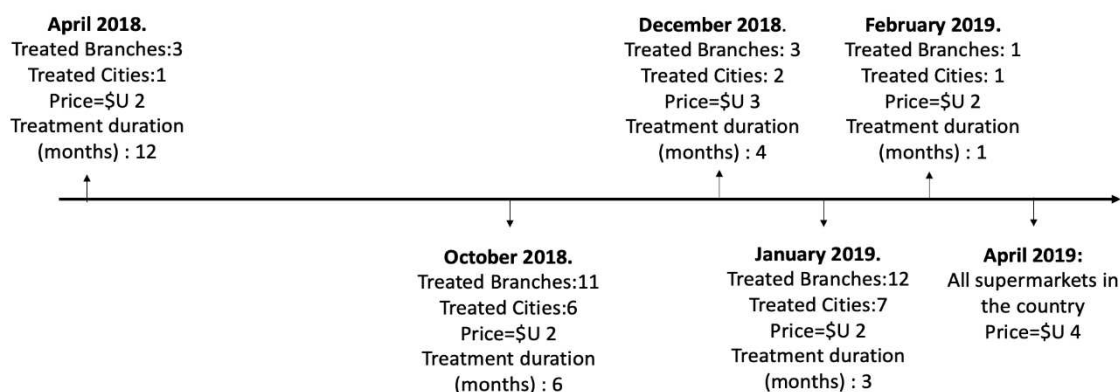 April 2018.
Treated Branches:3
Treated Cities:1
Price=$U 2
Treatment duration
(months) : 12
December 2018.
Treated Branches: 3
Treated Cities: 2
Price=$U 3
Treatment duration
(months) : 4
February 2019.
Treated Branches: 1
Treated Cities: 1
Price=$U 2
Treatment duration
(months) : 1
October 2018.
Treated Branches:11
Treated Cities:6
Price=$U 2
Treatment duration
(months) : 6
January 2019.
Treated Branches:12
Treated Cities:7
Price=$U 2
Treatment duration
(months) : 3
April 2019:
All supermarkets in
the country
Price=$U 4